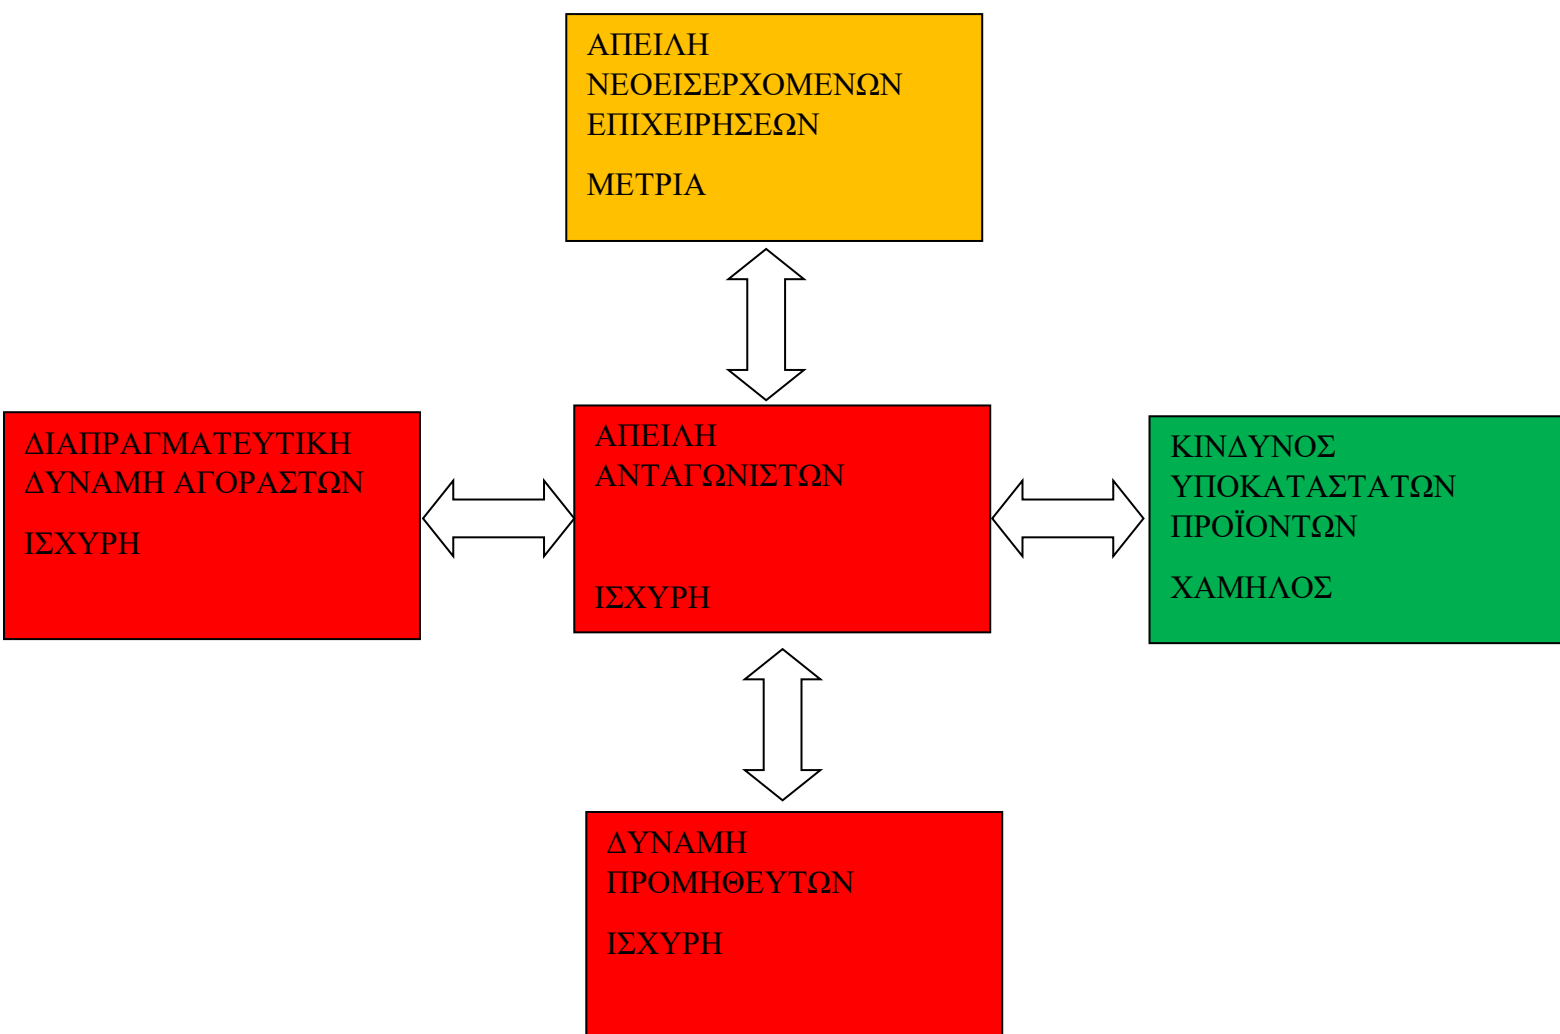 ΑΠΕΙΛΗ
ΝΕΟΕΙΣΕΡΧΟΜΕΝΩΝ
ΕΠΙΧΕΙΡΗΣΕΩΝ
ΜΕΤΡΙΑ
ΔΙΑΠΡΑΓΜΑΤΕΥΤΙΚΗ
ΔΥΝΑΜΗ ΑΓΟΡΑΣΤΩΝ
ΙΣΧΥΡΗ
ΑΠΕΙΛΗ
ΑΝΤΑΓΩΝΙΣΤΩΝ
ΙΣΧΥΡΗ
ΚΙΝΔΥΝΟΣ
ΥΠΟΚΑΤΑΣΤΑΤΩΝ
ΠΡΟΪΟΝΤΩΝ
ΧΑΜΗΛΟΣ
ΔΥΝΑΜΗ
ΠΡΟΜΗΘΕΥΤΩΝ
ΙΣΧΥΡΗ